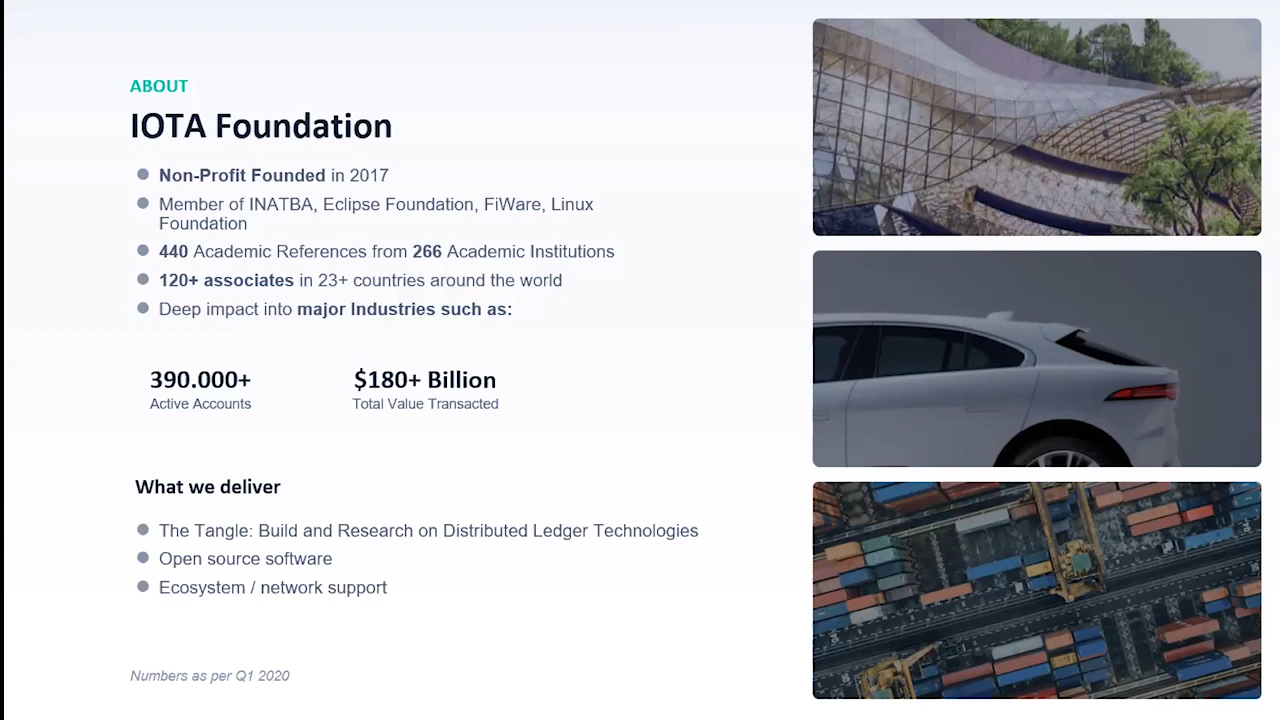 ABOUT
IOTA Foundation
Non-Profit Founded in 2017
Member of INATBA, Eclipse Foundation, FiWare, Linux
Foundation
440 Academic References from 266 Academic Institutions
120+ associates in 23+ countries around the world
Deep impact into major Industries such as:
390.000+
Active Accounts
$180+ Billion
Total Value Transacted
What we deliver
The Tangle: Build and Research on Distributed Ledger Technologies
Open source software
Ecosystem / network support
Numbers as per Q1 2020